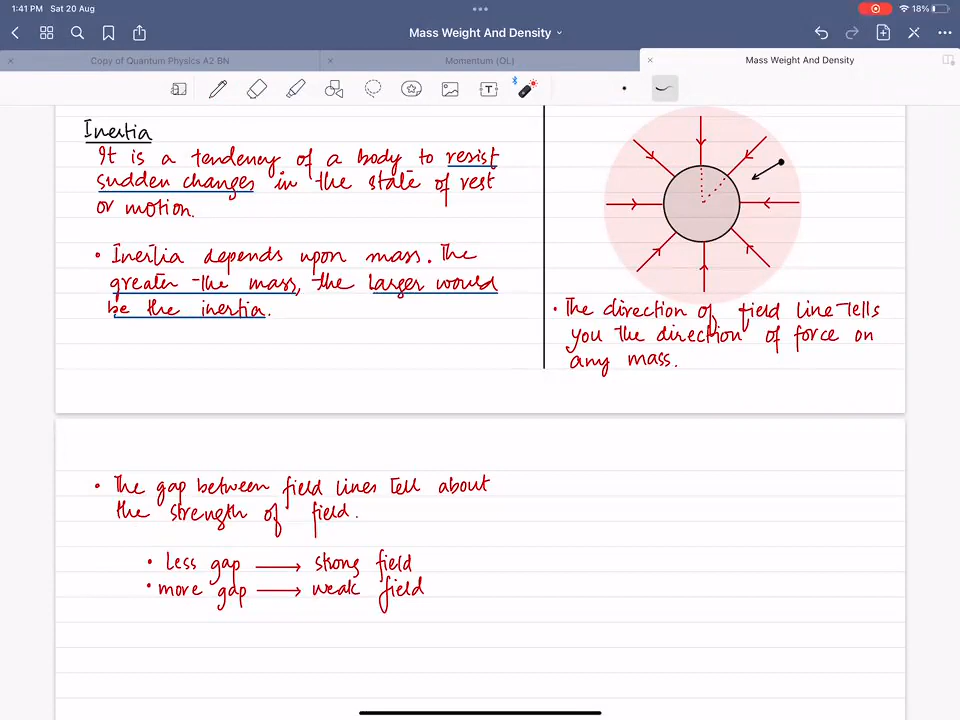 1:41 PM Sat 20 Aug
18%
Mass Weight And Density
Copy of Quantum Physics A2 BN
Momentum (OL)
Mass Weight And Density
Inertia
It is a tendency of a body to resist
sudden changes in the state of rest
or motion.
• Inertia depends upon mass. The
greater the mass, the larger would
be the inertia.
• The direction of field line tells
you the direction of force on
any mass.
• The gap between field lines tell about
the strength of field.
• less gap → strong field
• more gap → weak field